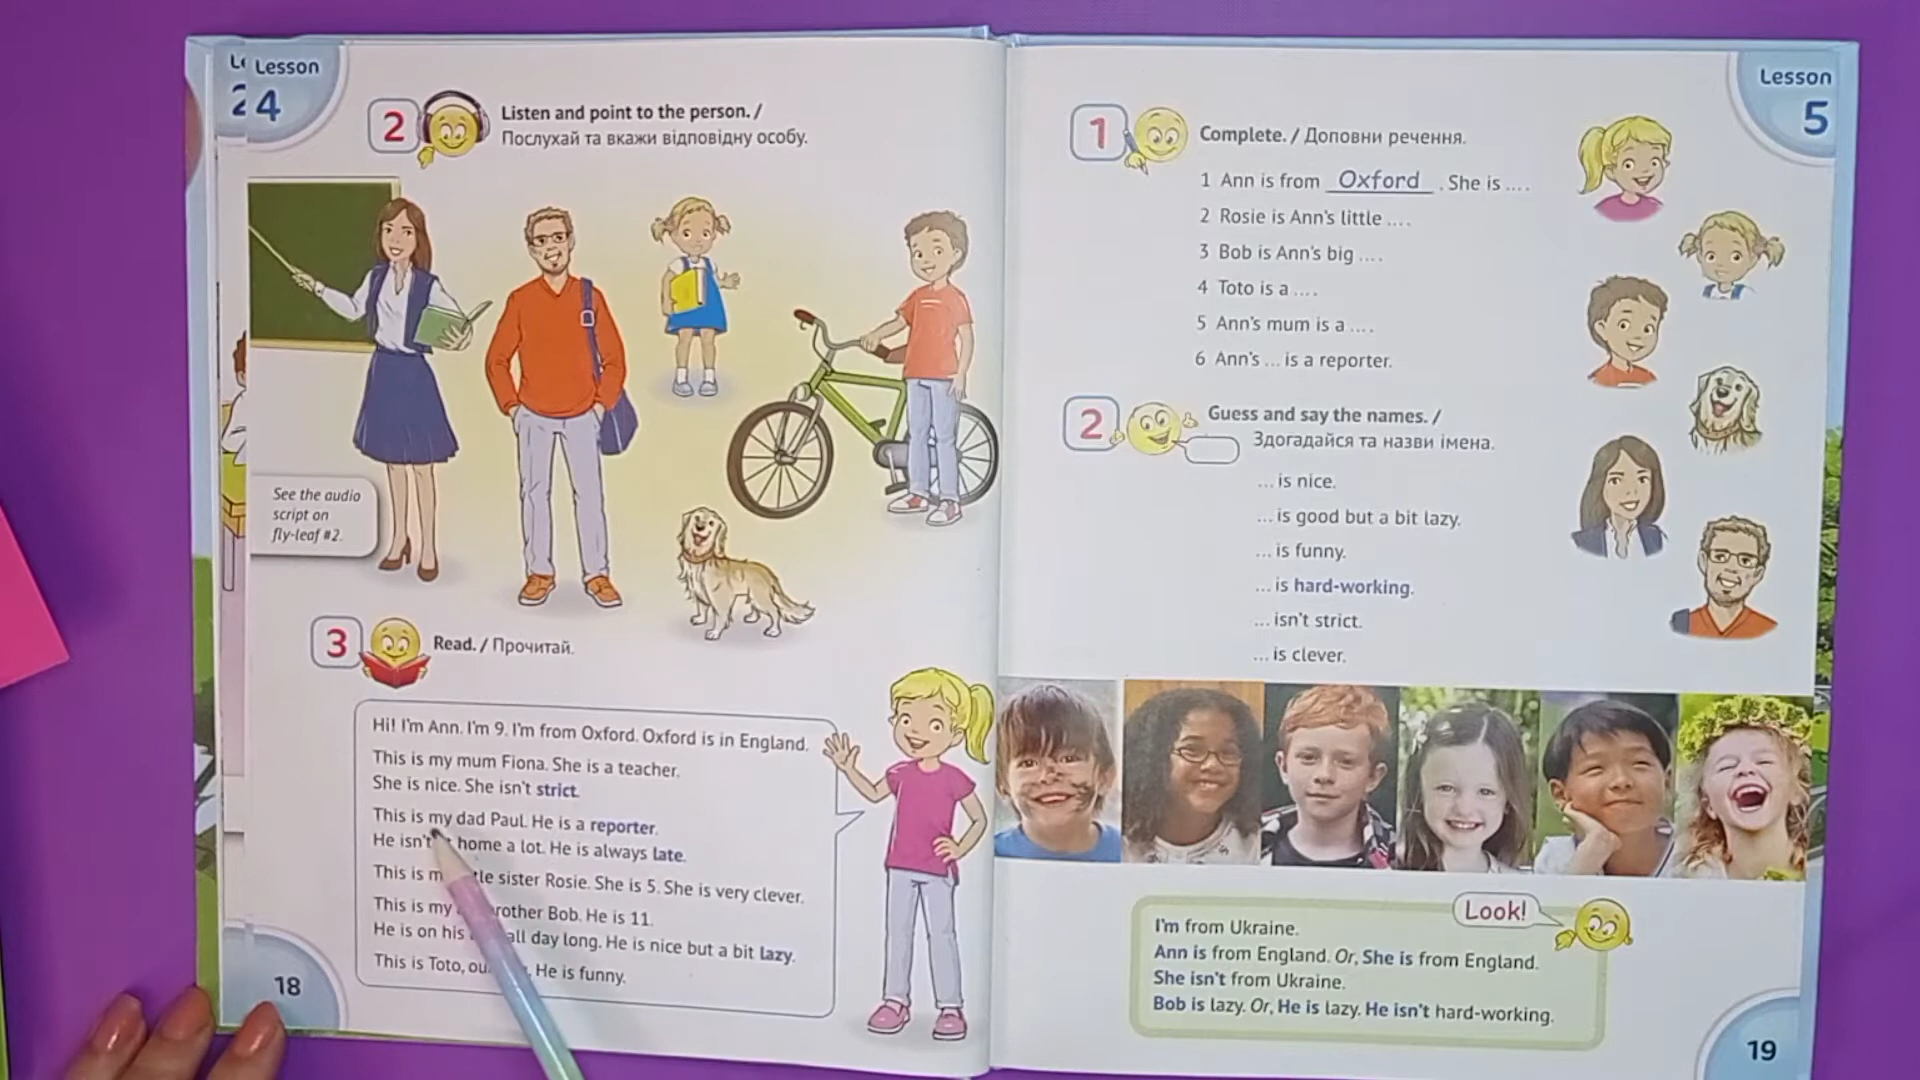 Lesson
2 4
2
Listen and point to the person. /
Послухай та вкажи відповідну особу.
See the audio
script on
fly-leaf #2.
3
Read. / Прочитай.
Hi! I'm Ann. I'm 9. I'm from Oxford. Oxford is in England.
This is my mum Fiona. She is a teacher.
She is nice. She isn't strict.
This is my dad Paul. He is a reporter.
He isn't home a lot. He is always late.
This is sister Rosie. She is 5. She is very clever.
This is my Bob. He is 11.
He is on his all day long. He is nice but a bit lazy.
This is Toto, He is funny.
18
Lesson
5
1
Complete. / Доповни речення.
1 Ann is from Oxford . She is ....
2 Rosie is Ann's little ....
3 Bob is Ann's big ....
4 Toto is a ....
5 Ann's mum is a ....
6 Ann's ... is a reporter.
2
Guess and say the names. /
Здогадайся та назви імена.
... is nice.
... is good but a bit lazy.
... is funny.
... is hard-working.
... isn't strict.
... is clever.
Look!
I'm from Ukraine.
Ann is from England. Or, She is from England.
She isn't from Ukraine.
Bob is lazy. Or, He is lazy. He isn't hard-working.
19